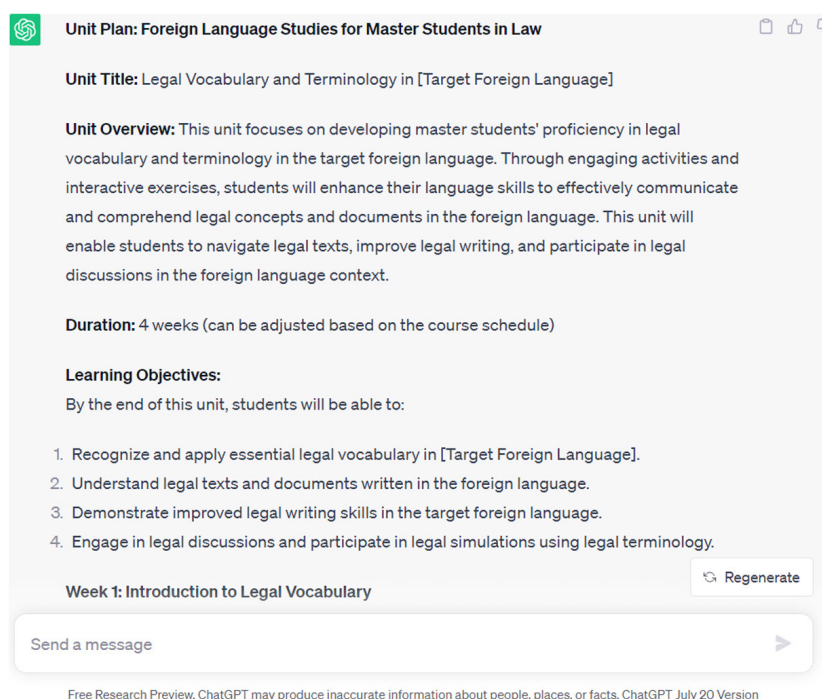 Unit Plan: Foreign Language Studies for Master Students in Law
Unit Title: Legal Vocabulary and Terminology in [Target Foreign Language]
Unit Overview: This unit focuses on developing master students' proficiency in legal
vocabulary and terminology in the target foreign language. Through engaging activities and
interactive exercises, students will enhance their language skills to effectively communicate
and comprehend legal concepts and documents in the foreign language. This unit will
enable students to navigate legal texts, improve legal writing, and participate in legal
discussions in the foreign language context.
Duration: 4 weeks (can be adjusted based on the course schedule)
Learning Objectives:
By the end of this unit, students will be able to:
1. Recognize and apply essential legal vocabulary in [Target Foreign Language].
2. Understand legal texts and documents written in the foreign language.
3. Demonstrate improved legal writing skills in the target foreign language.
4. Engage in legal discussions and participate in legal simulations using legal terminology.
Regenerate
Week 1: Introduction to Legal Vocabulary
Send a message
Free Research Preview. ChatGPT may produce inaccurate information about people, places, or facts. ChatGPT July 20 Version